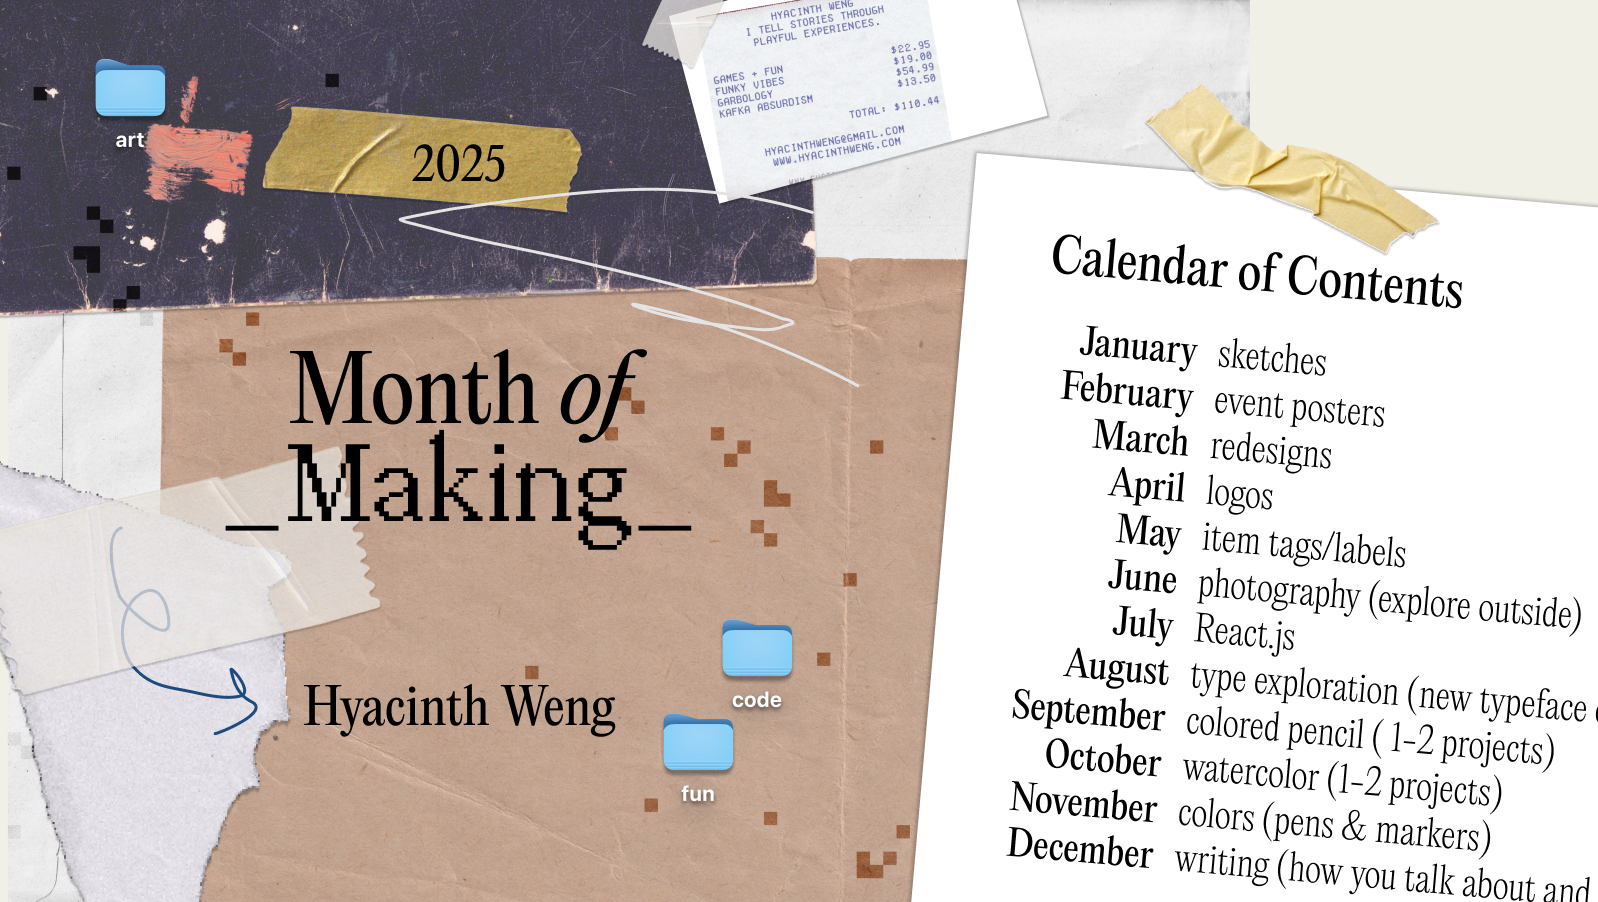 HYACINTH WENG
I TELL STORIES THROUGH
PLAYFUL EXPERIENCES.
$22.95
GAMES + FUN $19.00
FUNKY VIBES $54.99
GARBOLOGY $13.50
KAFKA ABSURDISM
TOTAL: $110.44
HYACINTHWENG@GMAIL.COM
WWW.HYACINTHWENG.COM
art
2025
Month of
_Making_
Hyacinth Weng
code
fun
Calendar of Contents
January sketches
February event posters
March redesigns
April logos
May item tags/labels
June photography (explore outside)
July React.js
August type exploration (new typeface
September colored pencil ( 1-2 projects)
October watercolor (1-2 projects)
November colors (pens & markers)
December writing (how you talk about and